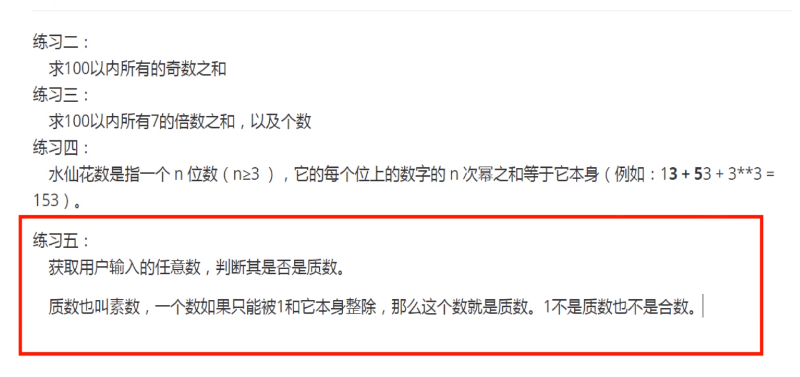 练习二：
求100以内所有的奇数之和
练习三：
求100以内所有7的倍数之和，以及个数
练习四：
水仙花数是指一个 n 位数（n≥3 ），它的每个位上的数字的 n 次幂之和等于它本身（例如：13 + 53 + 3**3 =
153）。
练习五：
获取用户输入的任意数，判断其是否是质数。
质数也叫素数，一个数如果只能被1和它本身整除，那么这个数就是质数。1不是质数也不是合数。